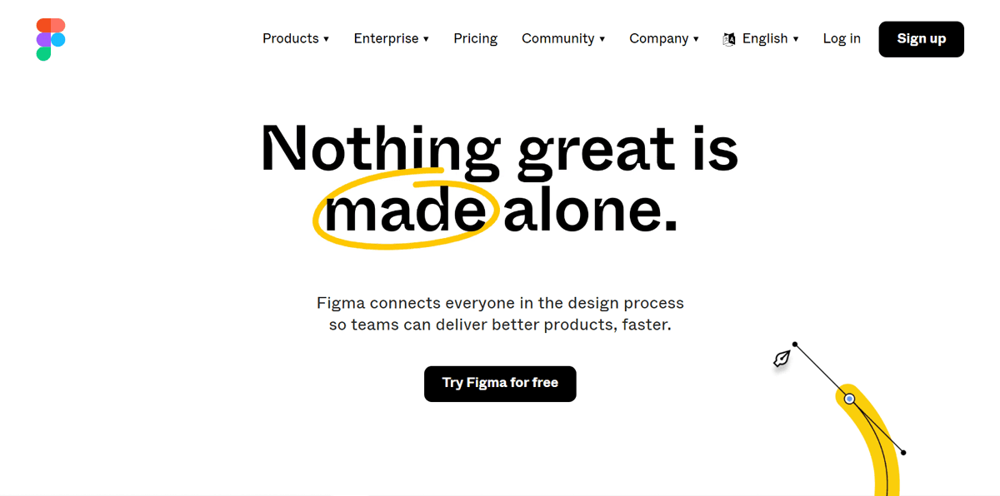 Products ▾ Enterprise ▾ Pricing Community ▾ Company ▾ English ▾ Log in Sign up
Nothing great is
made alone.
Figma connects everyone in the design process
so teams can deliver better products, faster.
Try Figma for free